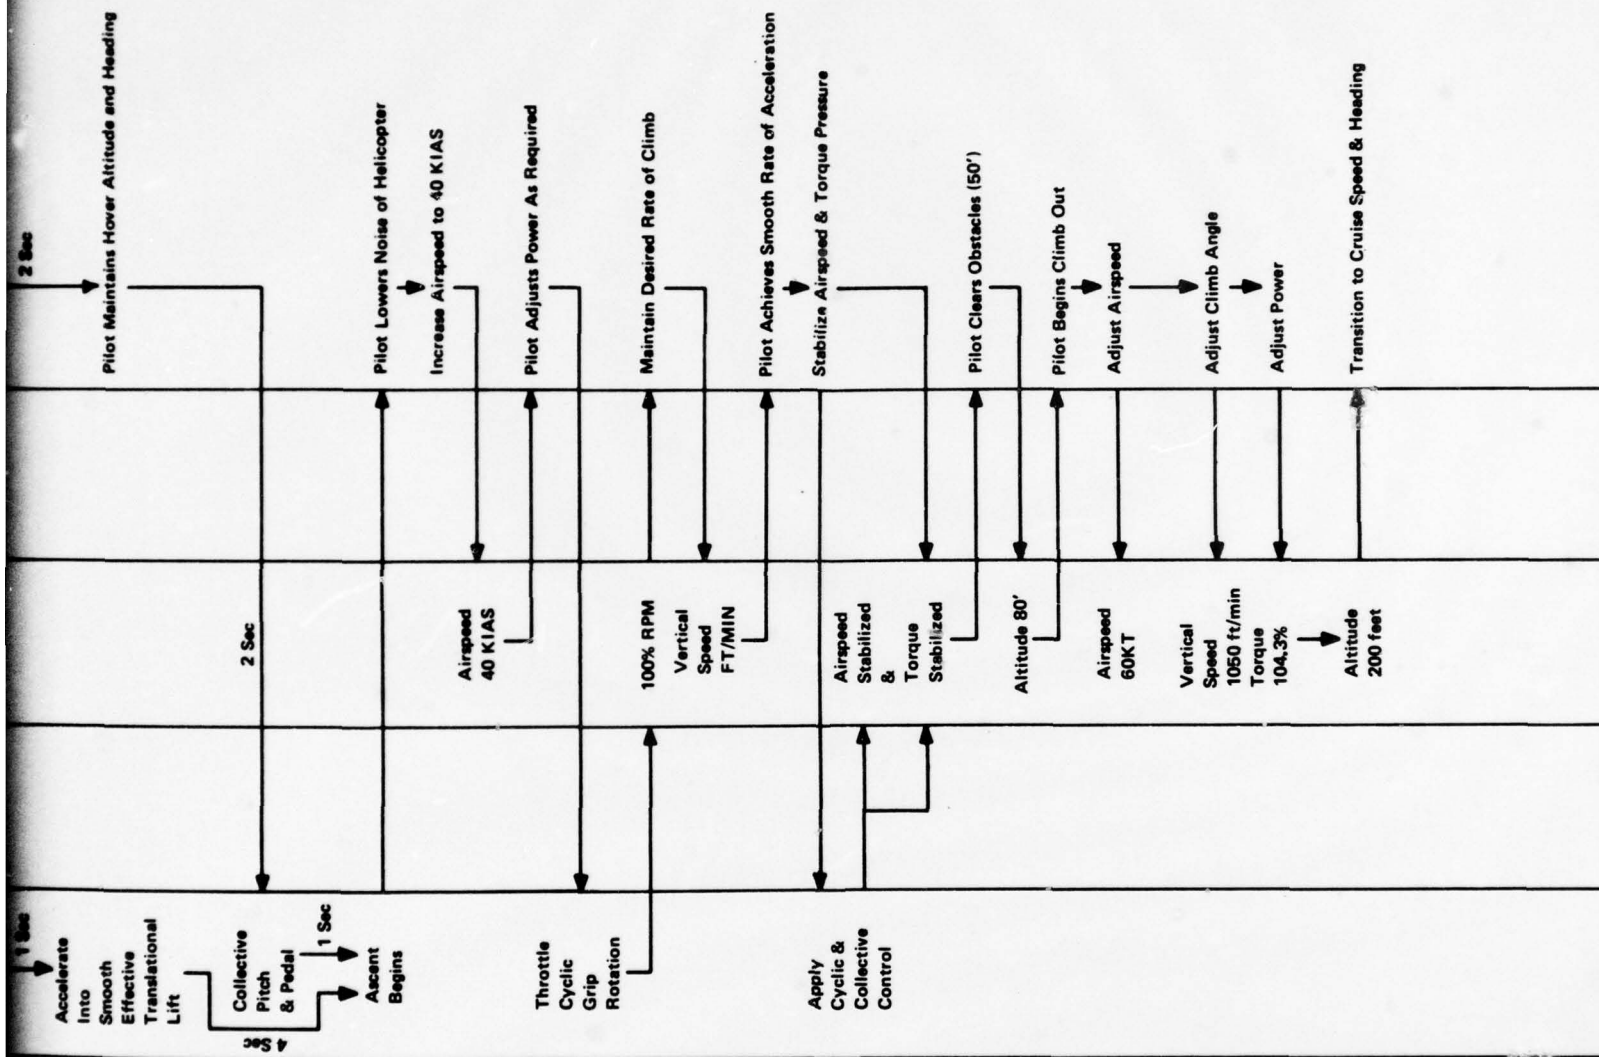 2 Sec
Pilot Maintains Hover Altitude and Heading
Pilot Lowers Noise of Helicopter
Increase Airspeed to 40 KIAS
Pilot Adjusts Power As Required
Maintain Desired Rate of Climb
Pilot Achieves Smooth Rate of Acceleration
Stabilize Airspeed & Torque Pressure
Pilot Clears Obstacles (50')
Pilot Begins Climb Out
Adjust Airspeed
Adjust Climb Angle
Adjust Power
Transition to Cruise Speed & Heading
2 Sec
Airspeed
40 KIAS
100% RPM
Vertical
Speed
FT/MIN
Airspeed
Stabilized
&
Torque
Stabilized
Altitude 80'
Airspeed
60KT
Vertical
Speed
1050 ft/min
Torque
104.3%
Altitude
200 feet
1 Sec
Accelerate
Into
Smooth
Effective
Translational
Lift
4 Sec
Collective
Pitch
& Pedal
1 Sec
Ascent
Begins
Throttle
Cyclic
Grip
Rotation
Apply
Cyclic &
Collective
Control